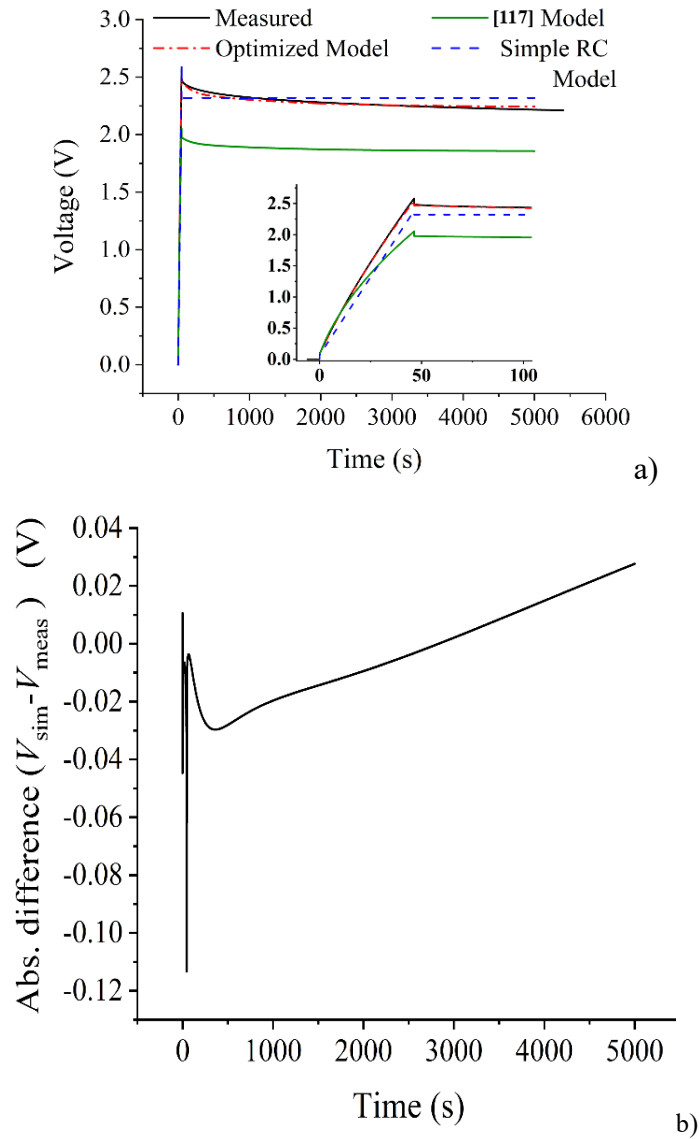 Measured
[117] Model
Optimized Model
Simple RC
Model
3.0
2.5
2.0
1.5
1.0
0.5
0.0
Voltage (V)
2.5
2.0
1.5
1.0
0.5
0.0
0 50 100
0 1000 2000 3000 4000 5000 6000
Time (s)
a)
0.04
0.02
0.00
-0.02
-0.04
-0.06
-0.08
-0.10
-0.12
Abs. difference (Vsim-Vmeas) (V)
0 1000 2000 3000 4000 5000
Time (s)
b)